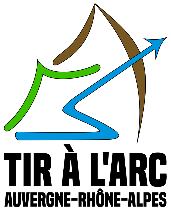 TIR À L'ARC
AUVERGNE-RHÔNE-ALPES